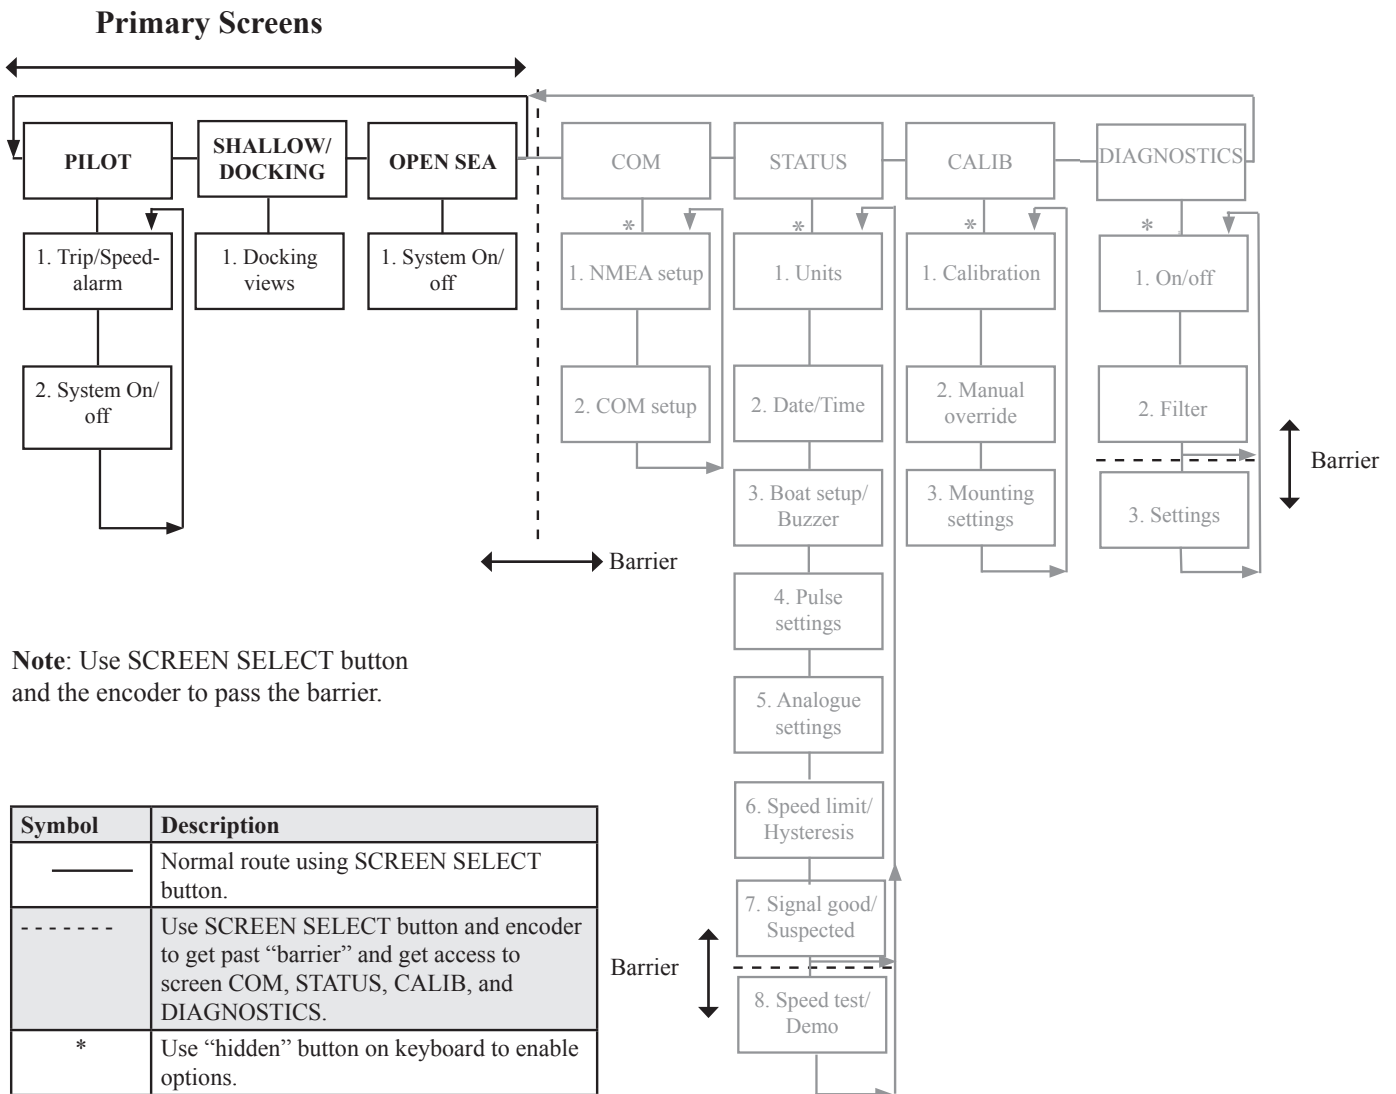 Primary Screens
PILOT
SHALLOW/
DOCKING
OPEN SEA
COM
STATUS
CALIB
DIAGNOSTICS
*
*
*
*
1. Trip/Speed-
alarm
1. Docking
views
1. System On/
off
1. NMEA setup
1. Units
1. Calibration
1. On/off
2. System On/
off
2. COM setup
2. Date/Time
2. Manual
override
2. Filter
Barrier
3. Boat setup/
Buzzer
3. Mounting
settings
3. Settings
Barrier
4. Pulse
settings
5. Analogue
settings
6. Speed limit/
Hysteresis
7. Signal good/
Suspected
Barrier
8. Speed test/
Demo
Note: Use SCREEN SELECT button
and the encoder to pass the barrier.
Symbol Description
Normal route using SCREEN SELECT
button.
- - - - - - - Use SCREEN SELECT button and encoder
to get past “barrier” and get access to
screen COM, STATUS, CALIB, and
DIAGNOSTICS.
* Use “hidden” button on keyboard to enable
options.